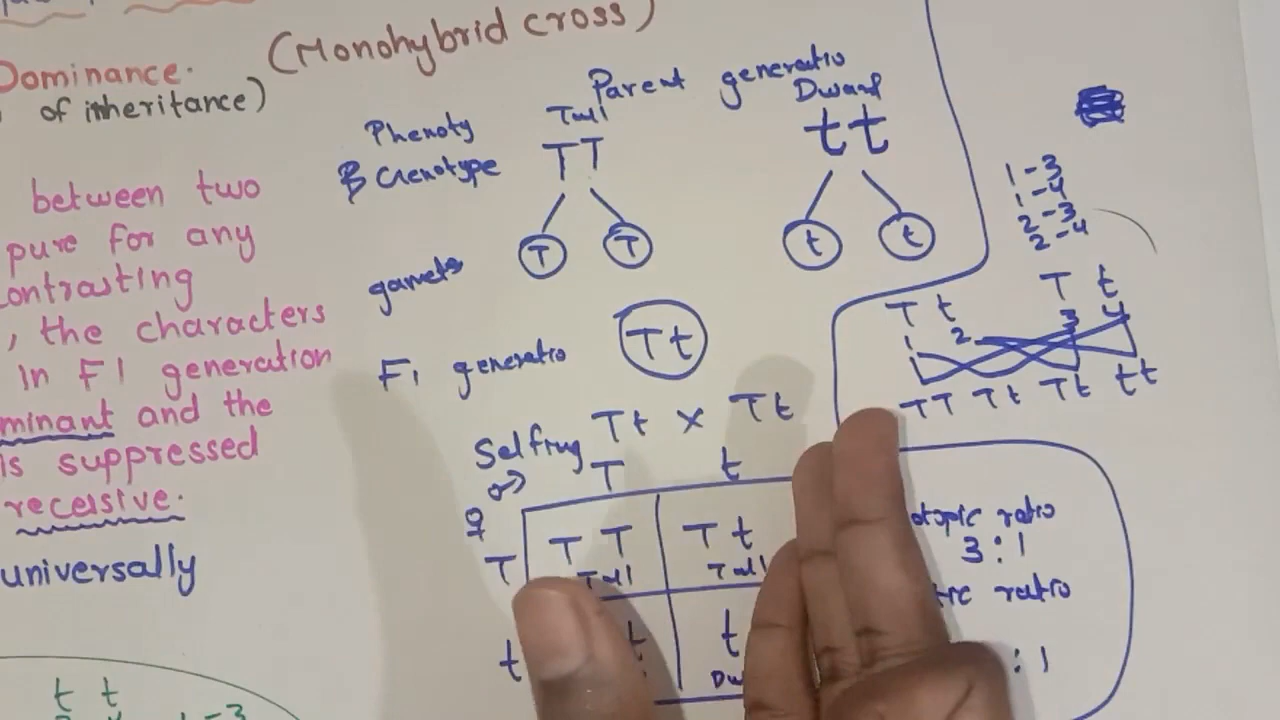 (Monohybrid cross)
Dominance.
of inheritance)
between two
pure for any
contrasting
, the characters
In F1 generation
minant and the
is suppressed
recessive.
universally
t t
-3
Parent generatio
Phenoty Tall Dwarf
Genotype TT tt
gamets T T t t
F1 generatio Tt
Selfing Tt x Tt
♂
♀
T t
T TT Tt
Tall Tall
t t t
Dw
1-3
1-4
2-3
2-4
T t T t
1 2 3 4
TT Tt Tt tt
otypic ratio
3:1
ratio
:1